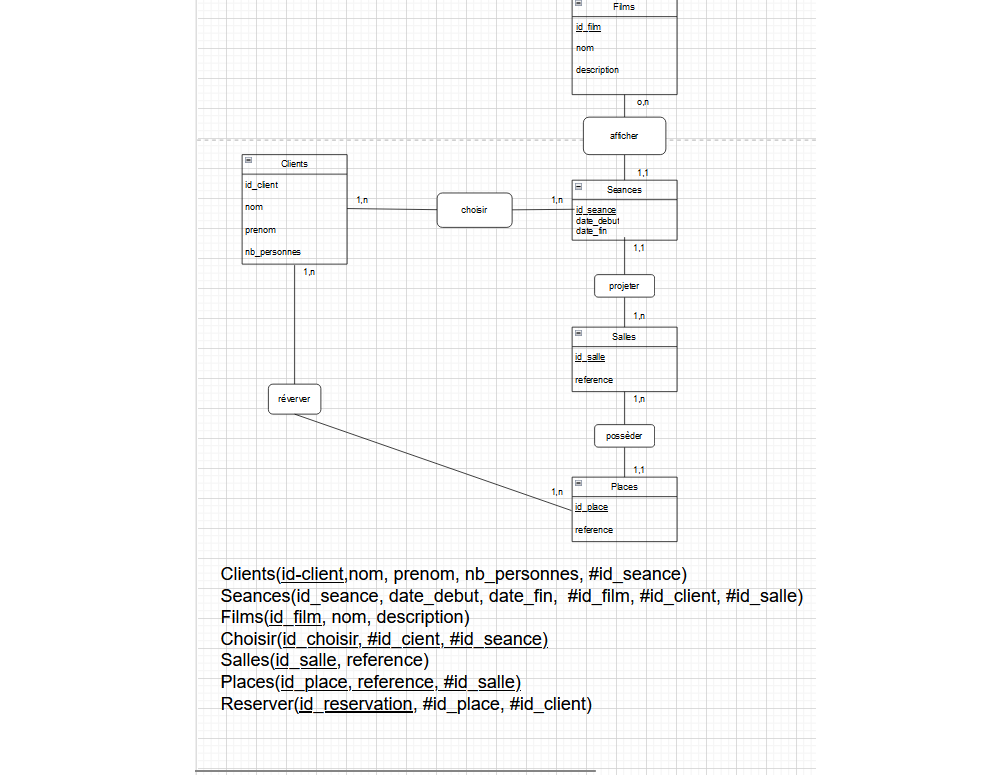 Films
id_film
nom
description
o,n
afficher
1,1
Clients
id_client
nom
prenom
nb_personnes
1,n
choisir
1,n
Seances
id_seance
date_debut
date_fin
1,1
projeter
1,n
Salles
id_salle
reference
1,n
possèder
1,1
Places
id_place
reference
1,n
réverver
1,n
Clients(id-client,nom, prenom, nb_personnes, #id_seance)
Seances(id_seance, date_debut, date_fin, #id_film, #id_client, #id_salle)
Films(id_film, nom, description)
Choisir(id_choisir, #id_cient, #id_seance)
Salles(id_salle, reference)
Places(id_place, reference, #id_salle)
Reserver(id_reservation, #id_place, #id_client)